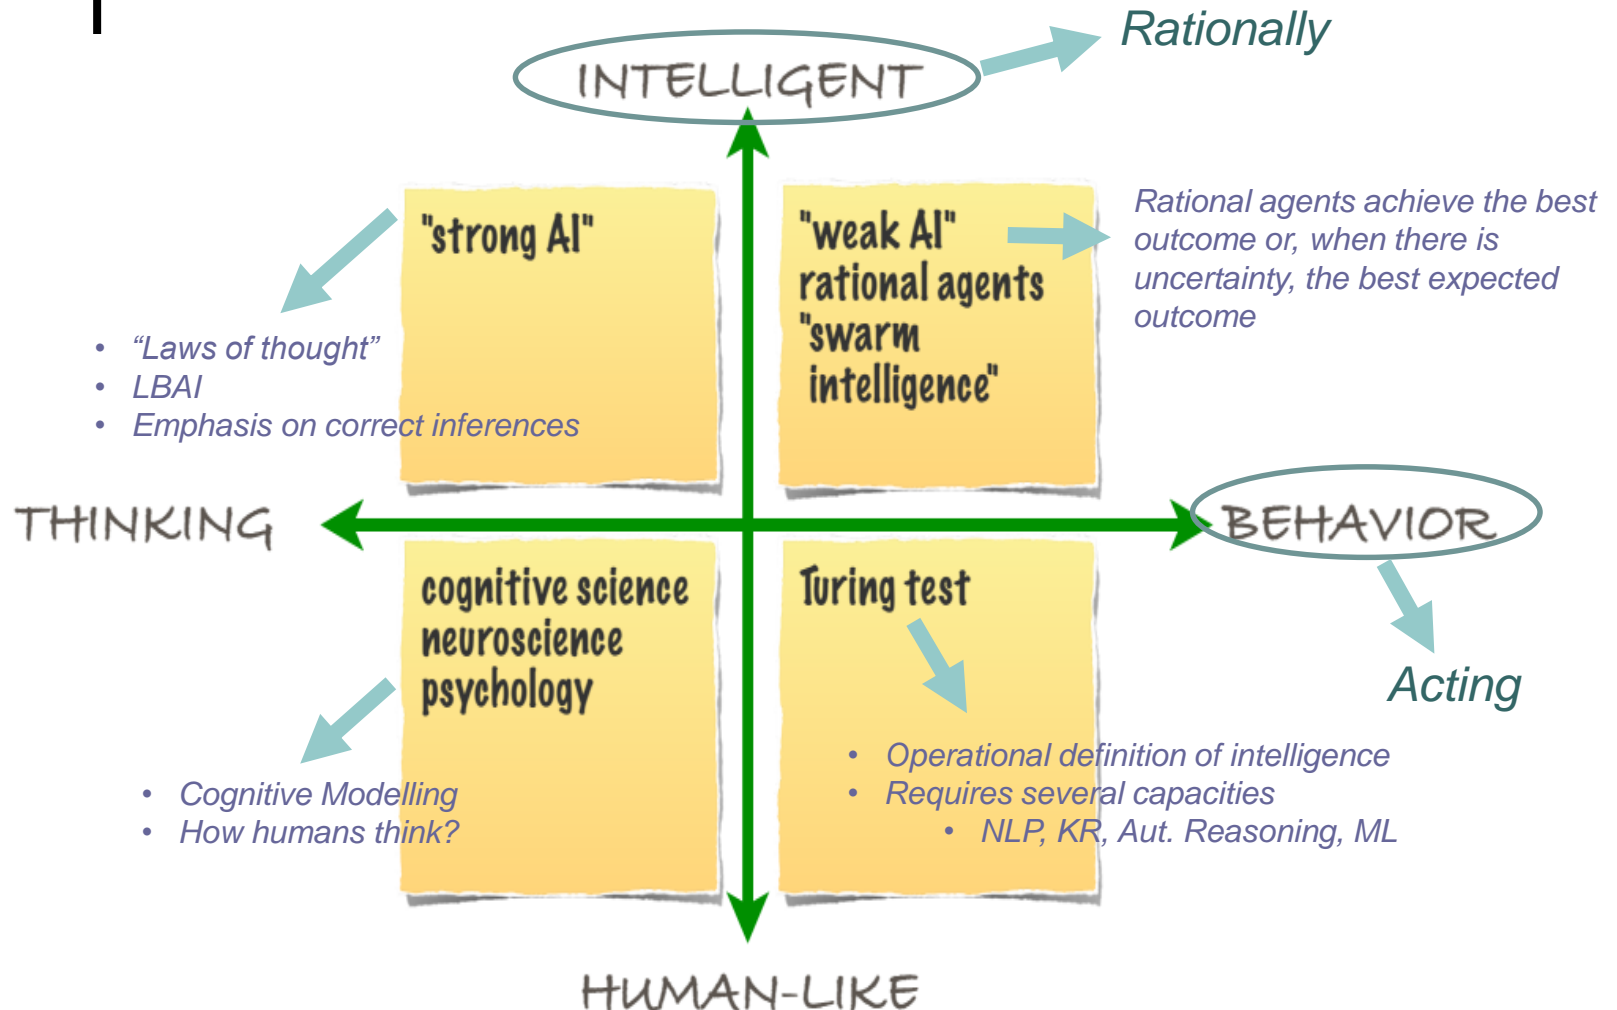 Rationally
INTELLIGENT
"strong AI"
"weak AI"
rational agents
"swarm
intelligence"
Rational agents achieve the best
outcome or, when there is
uncertainty, the best expected
outcome
• “Laws of thought”
• LBAI
• Emphasis on correct inferences
THINKING
BEHAVIOR
Acting
cognitive science
neuroscience
psychology
• Cognitive Modelling
• How humans think?
Turing test
• Operational definition of intelligence
• Requires several capacities
• NLP, KR, Aut. Reasoning, ML
HUMAN-LIKE